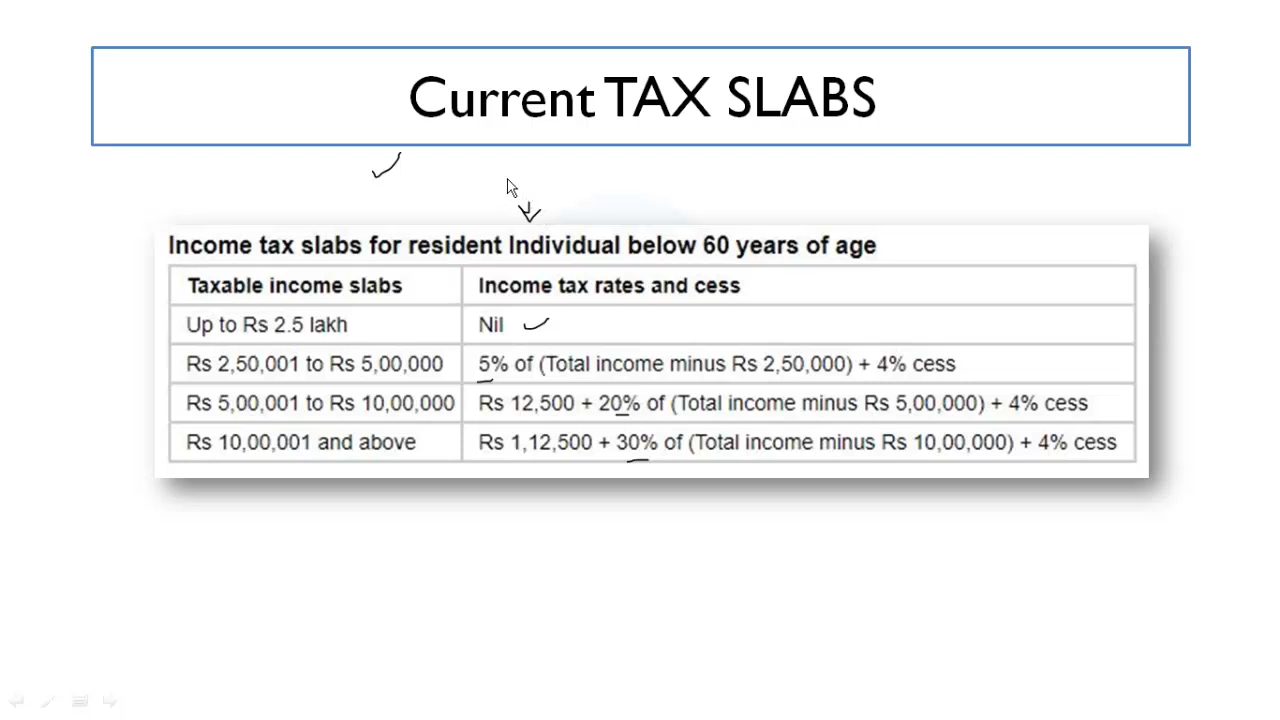 Current TAX SLABS
Income tax slabs for resident Individual below 60 years of age
Taxable income slabs Income tax rates and cess
Up to Rs 2.5 lakh Nil
Rs 2,50,001 to Rs 5,00,000 5% of (Total income minus Rs 2,50,000) + 4% cess
Rs 5,00,001 to Rs 10,00,000 Rs 12,500 + 20% of (Total income minus Rs 5,00,000) + 4% cess
Rs 10,00,001 and above Rs 1,12,500 + 30% of (Total income minus Rs 10,00,000) + 4% cess